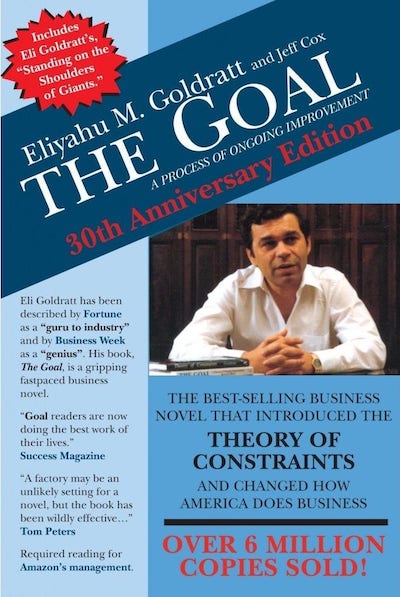 Includes
Eli Goldratt's,
"Standing on the
Shoulders
of Giants."
Eliyahu M. Goldratt and Jeff Cox
THE GOAL
A PROCESS OF ONGOING IMPROVEMENT
30th Anniversary Edition
Eli Goldratt has been
described by Fortune
as a "guru to industry"
and by Business Week
as a "genius". His book,
The Goal, is a gripping
fastpaced business
novel.
"Goal readers are now
doing the best work of
their lives."
Success Magazine
"A factory may be an
unlikely setting for a
novel, but the book has
been wildly effective…"
Tom Peters
Required reading for
Amazon's management.
THE BEST-SELLING BUSINESS
NOVEL THAT INTRODUCED THE
THEORY OF
CONSTRAINTS
AND CHANGED HOW
AMERICA DOES BUSINESS
OVER 6 MILLION
COPIES SOLD!